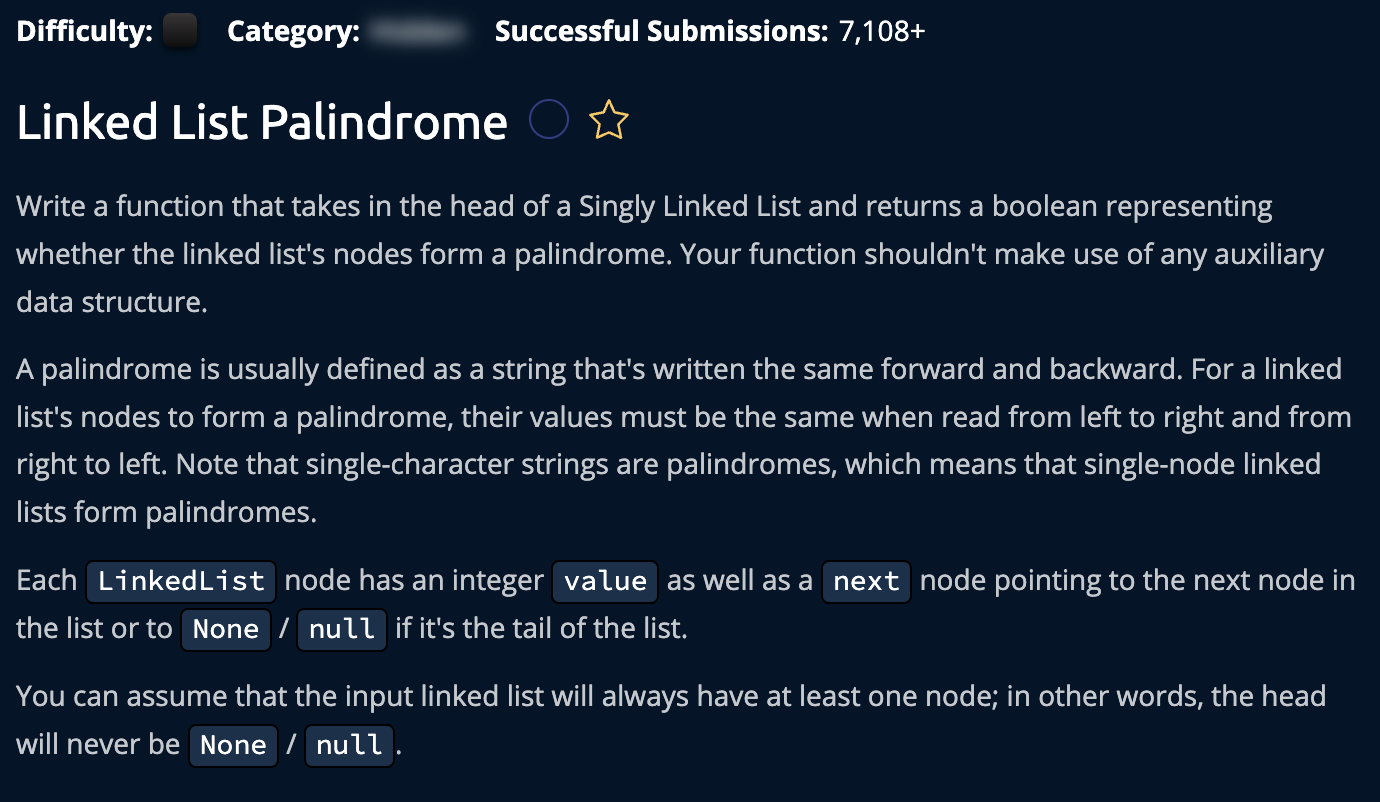 Difficulty: Category: Successful Submissions: 7,108+
Linked List Palindrome
Write a function that takes in the head of a Singly Linked List and returns a boolean representing
whether the linked list's nodes form a palindrome. Your function shouldn't make use of any auxiliary
data structure.
A palindrome is usually defined as a string that's written the same forward and backward. For a linked
list's nodes to form a palindrome, their values must be the same when read from left to right and from
right to left. Note that single-character strings are palindromes, which means that single-node linked
lists form palindromes.
Each LinkedList node has an integer value as well as a next node pointing to the next node in
the list or to None / null if it's the tail of the list.
You can assume that the input linked list will always have at least one node; in other words, the head
will never be None / null.